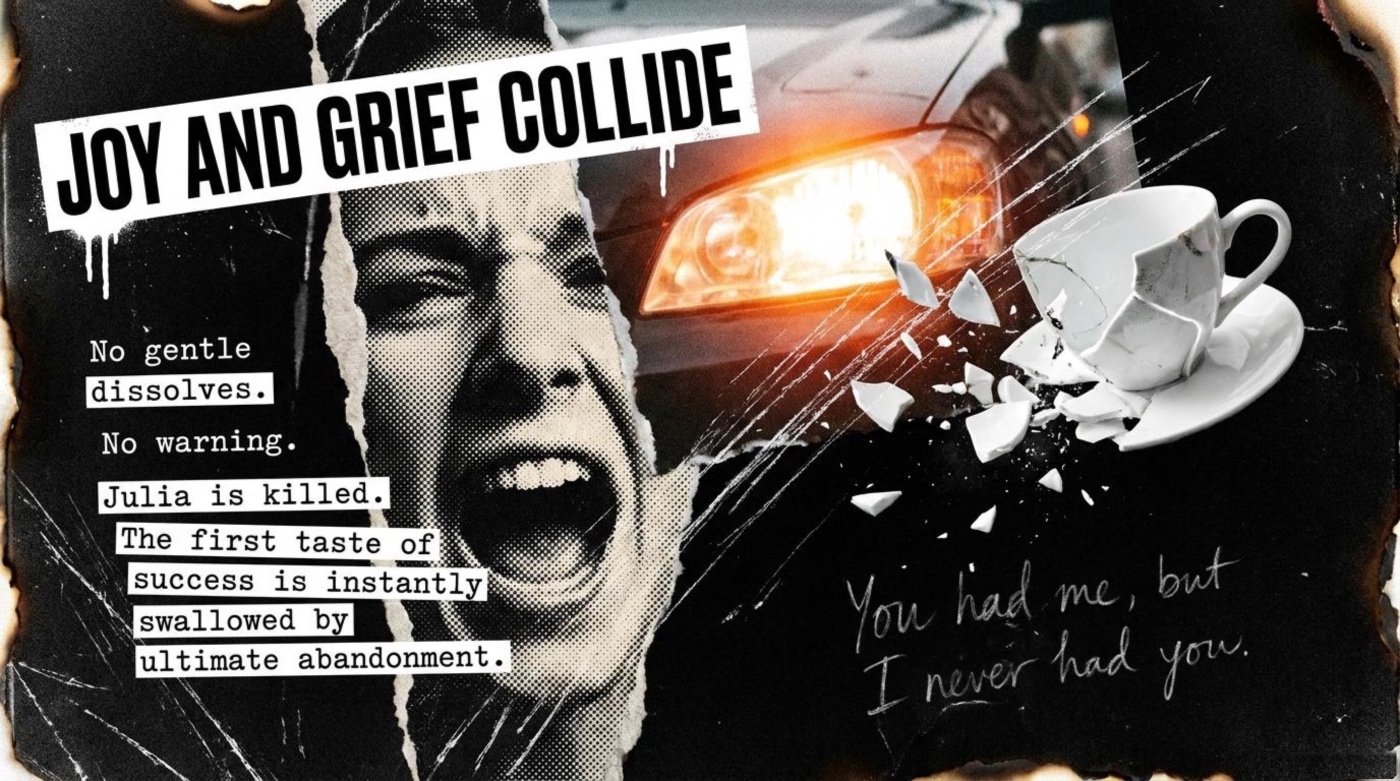 JOY AND GRIEF COLLIDE
No gentle
dissolves.
No warning.
Julia is killed.
The first taste of
success is instantly
swallowed by
ultimate abandonment.
You had me, but
I never had you.